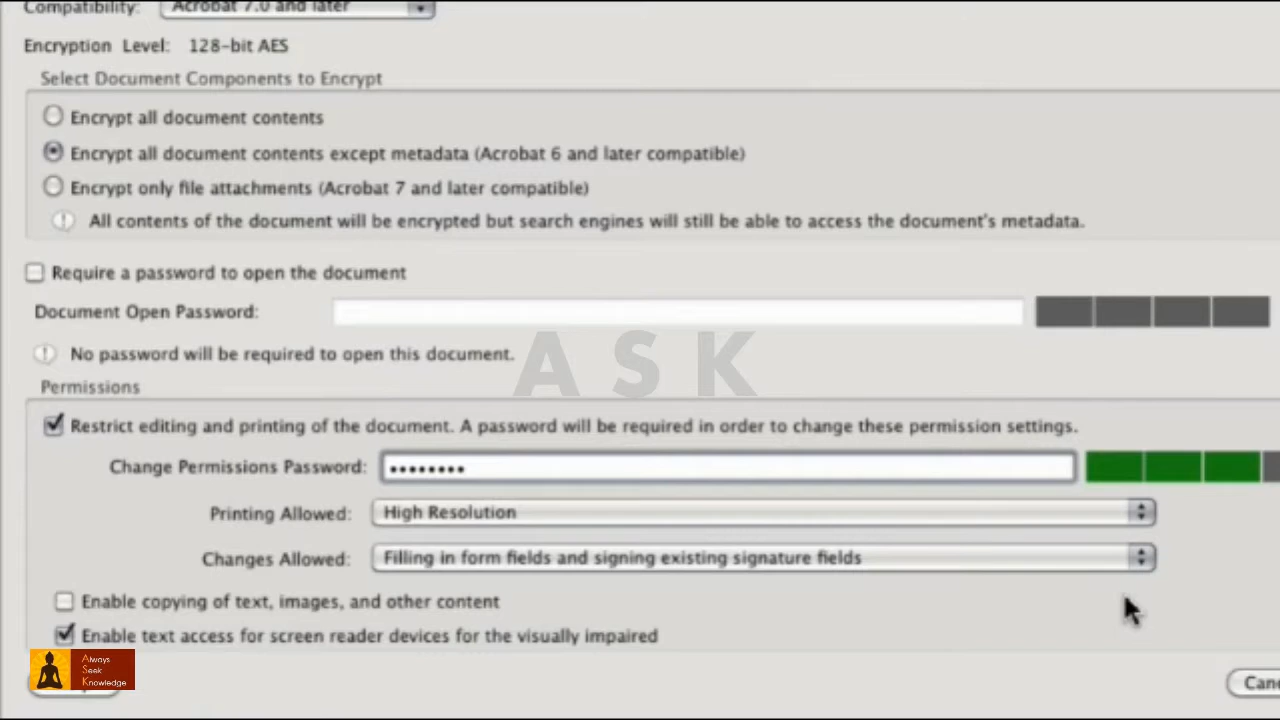 Compatibility: Acrobat 7.0 and later
Encryption Level: 128-bit AES
Select Document Components to Encrypt
Encrypt all document contents
Encrypt all document contents except metadata (Acrobat 6 and later compatible)
Encrypt only file attachments (Acrobat 7 and later compatible)
All contents of the document will be encrypted but search engines will still be able to access the document's metadata.
Require a password to open the document
Document Open Password:
No password will be required to open this document.
ASK
Permissions
Restrict editing and printing of the document. A password will be required in order to change these permission settings.
Change Permissions Password: ••••••••
Printing Allowed: High Resolution
Changes Allowed: Filling in form fields and signing existing signature fields
Enable copying of text, images, and other content
Enable text access for screen reader devices for the visually impaired
Always
Seek
Knowledge